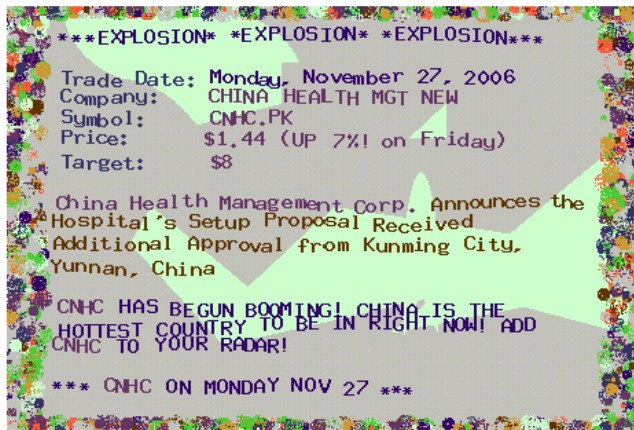 ***EXPLOSION* *EXPLOSION* *EXPLOSION***
Trade Date: Monday, November 27, 2006
Company: CHINA HEALTH MGT NEW
Symbol: CNHC.PK
Price: $1.44 (UP 7%! on Friday)
Target: $8
China Health Management Corp. Announces the
Hospital's Setup Proposal Received
Additional Approval from Kunming City,
Yunnan, China
CNHC HAS BEGUN BOOMING! CHINA IS THE
HOTTEST COUNTRY TO BE IN RIGHT NOW! ADD
CNHC TO YOUR RADAR!
*** CNHC ON MONDAY NOV 27 ***